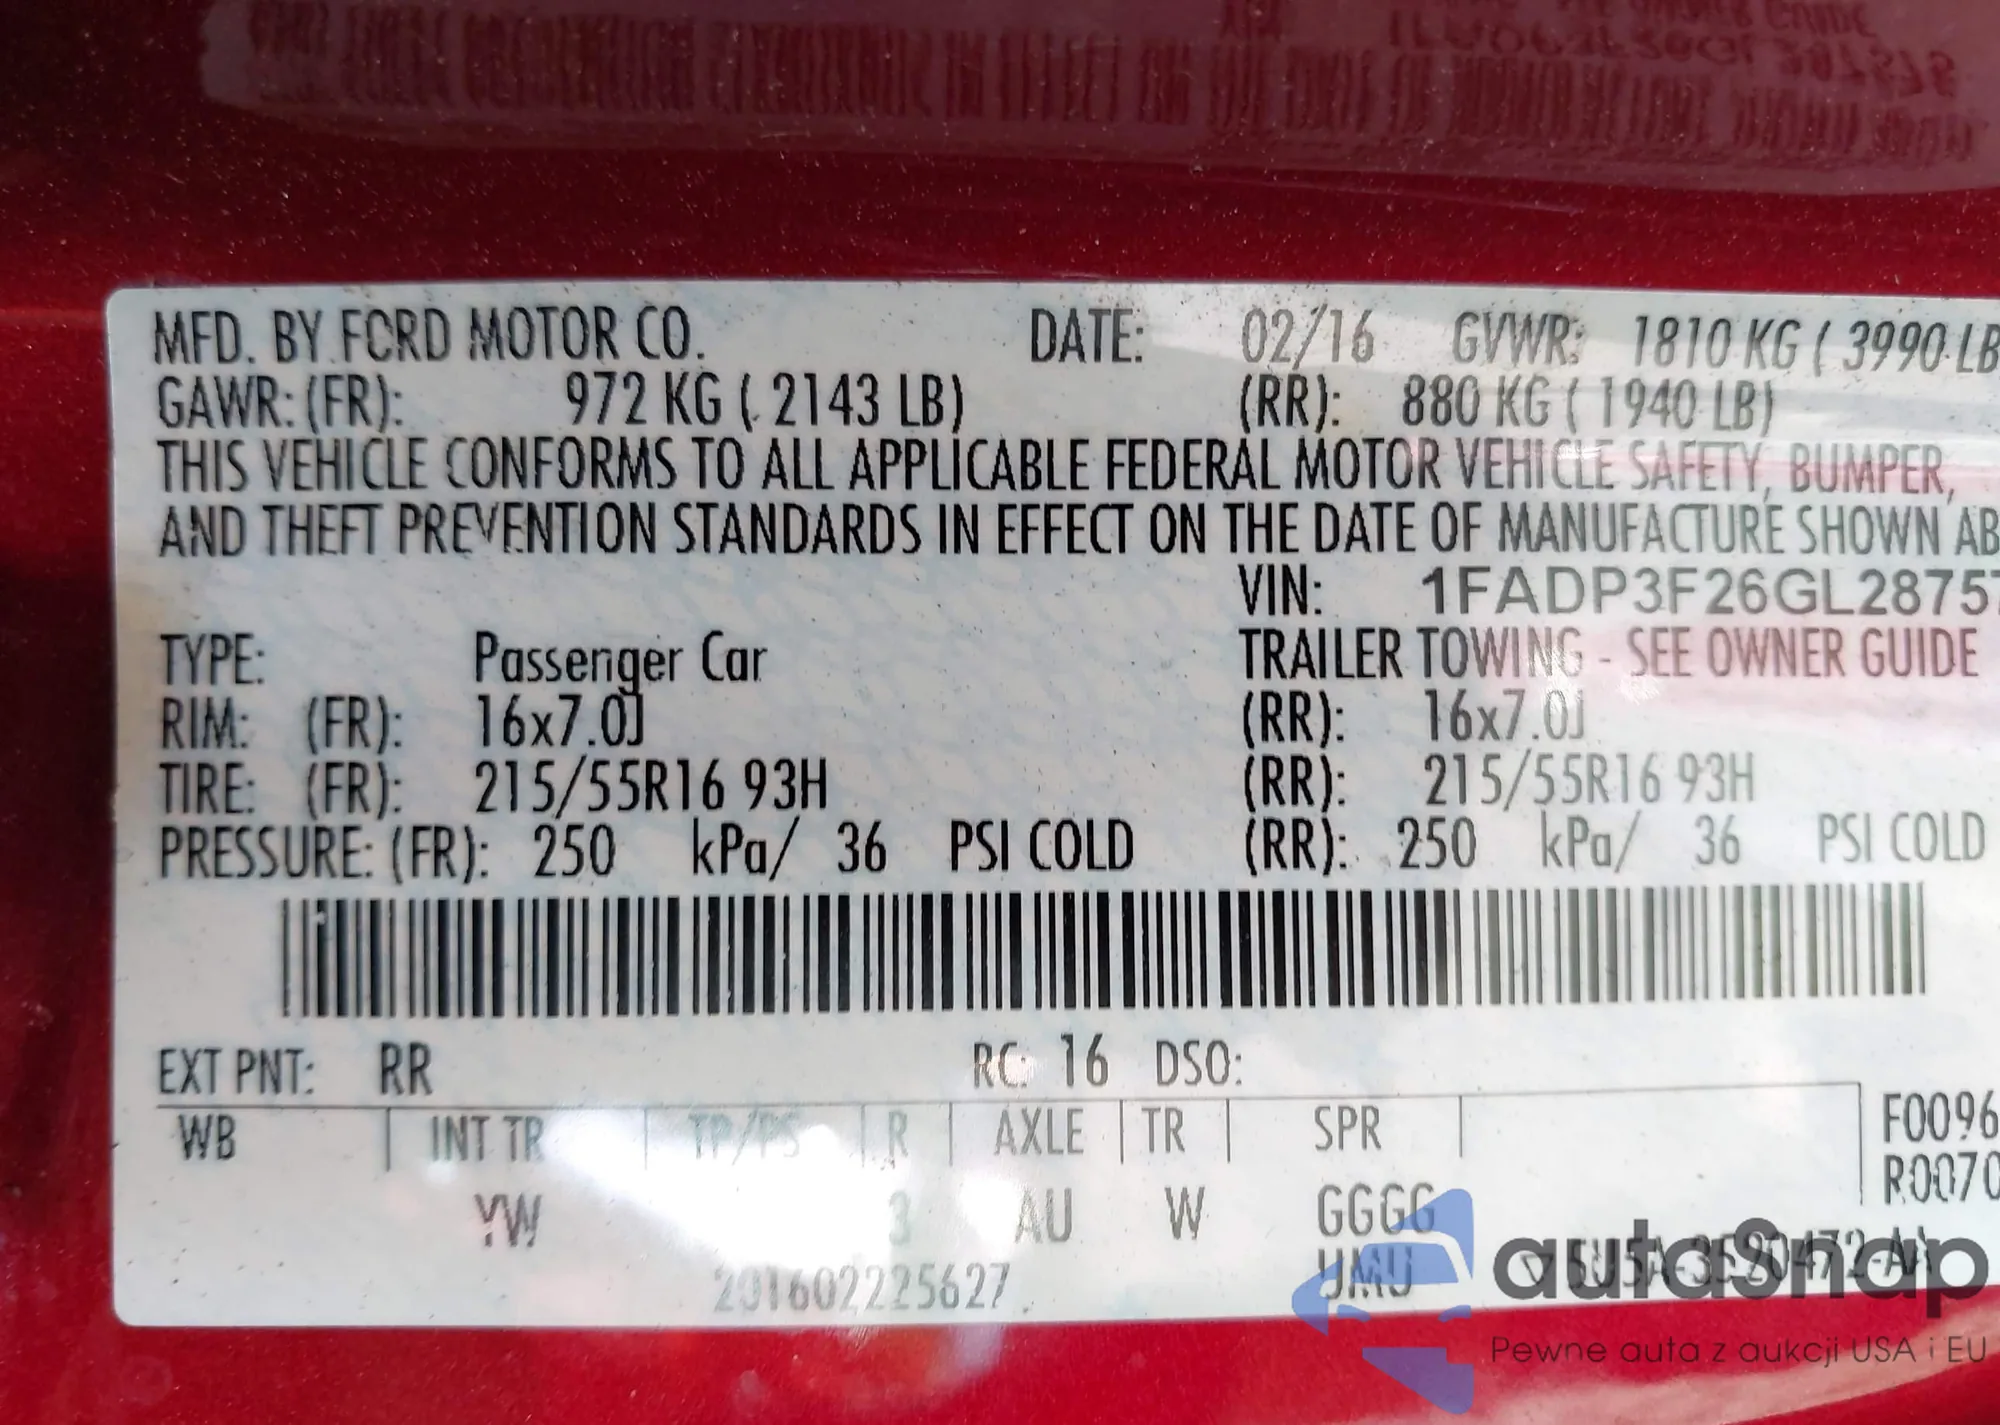 MFD. BY FORD MOTOR CO. DATE: 02/16 GVWR: 1810 KG ( 3990 LB
GAWR: (FR): 972 KG ( 2143 LB) (RR): 880 KG ( 1940 LB)
THIS VEHICLE CONFORMS TO ALL APPLICABLE FEDERAL MOTOR VEHICLE SAFETY, BUMPER,
AND THEFT PREVENTION STANDARDS IN EFFECT ON THE DATE OF MANUFACTURE SHOWN AB
VIN: 1FADP3F26GL28757
TYPE: Passenger Car TRAILER TOWING - SEE OWNER GUIDE
RIM: (FR): 16x7.0J (RR): 16x7.0J
TIRE: (FR): 215/55R16 93H (RR): 215/55R16 93H
PRESSURE: (FR): 250 kPa/ 36 PSI COLD (RR): 250 kPa/ 36 PSI COLD
EXT PNT: RR RC: 16 DSO:
WB INT TR TP/PS R AXLE TR SPR F0096
R0070
YW 3 AU W GGGG
UMU
201602225627
autosnap
Pewne auta z aukcji USA i EU